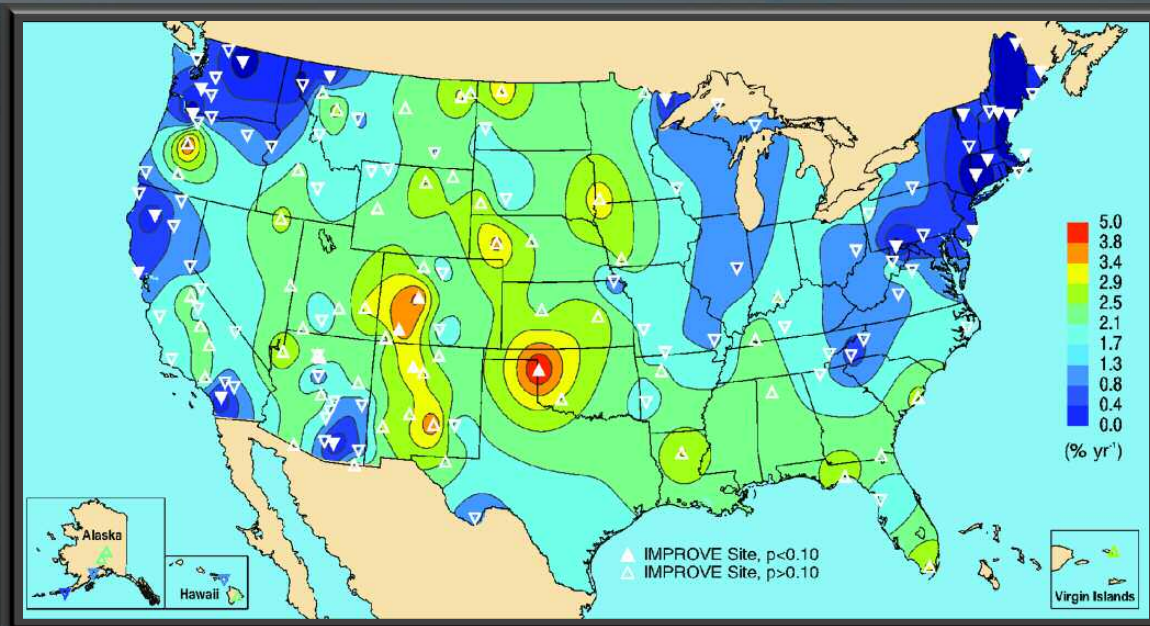 5.0
3.8
3.4
2.9
2.5
2.1
1.7
1.3
0.8
0.4
0.0
(% yr⁻¹)
IMPROVE Site, p<0.10
IMPROVE Site, p>0.10
Alaska
Hawaii
Virgin Islands